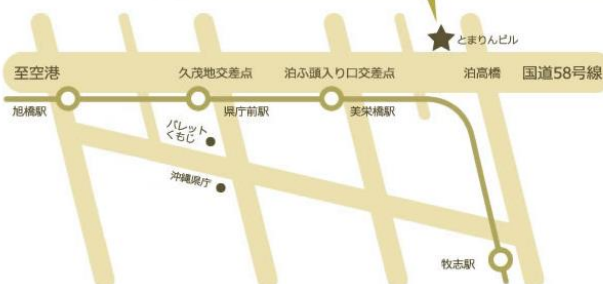 とまりんビル
至空港
久茂地交差点
泊ふ頭入り口交差点
泊高橋
国道58号線
旭橋駅
県庁前駅
美栄橋駅
パレット
くもじ
沖縄県庁
牧志駅